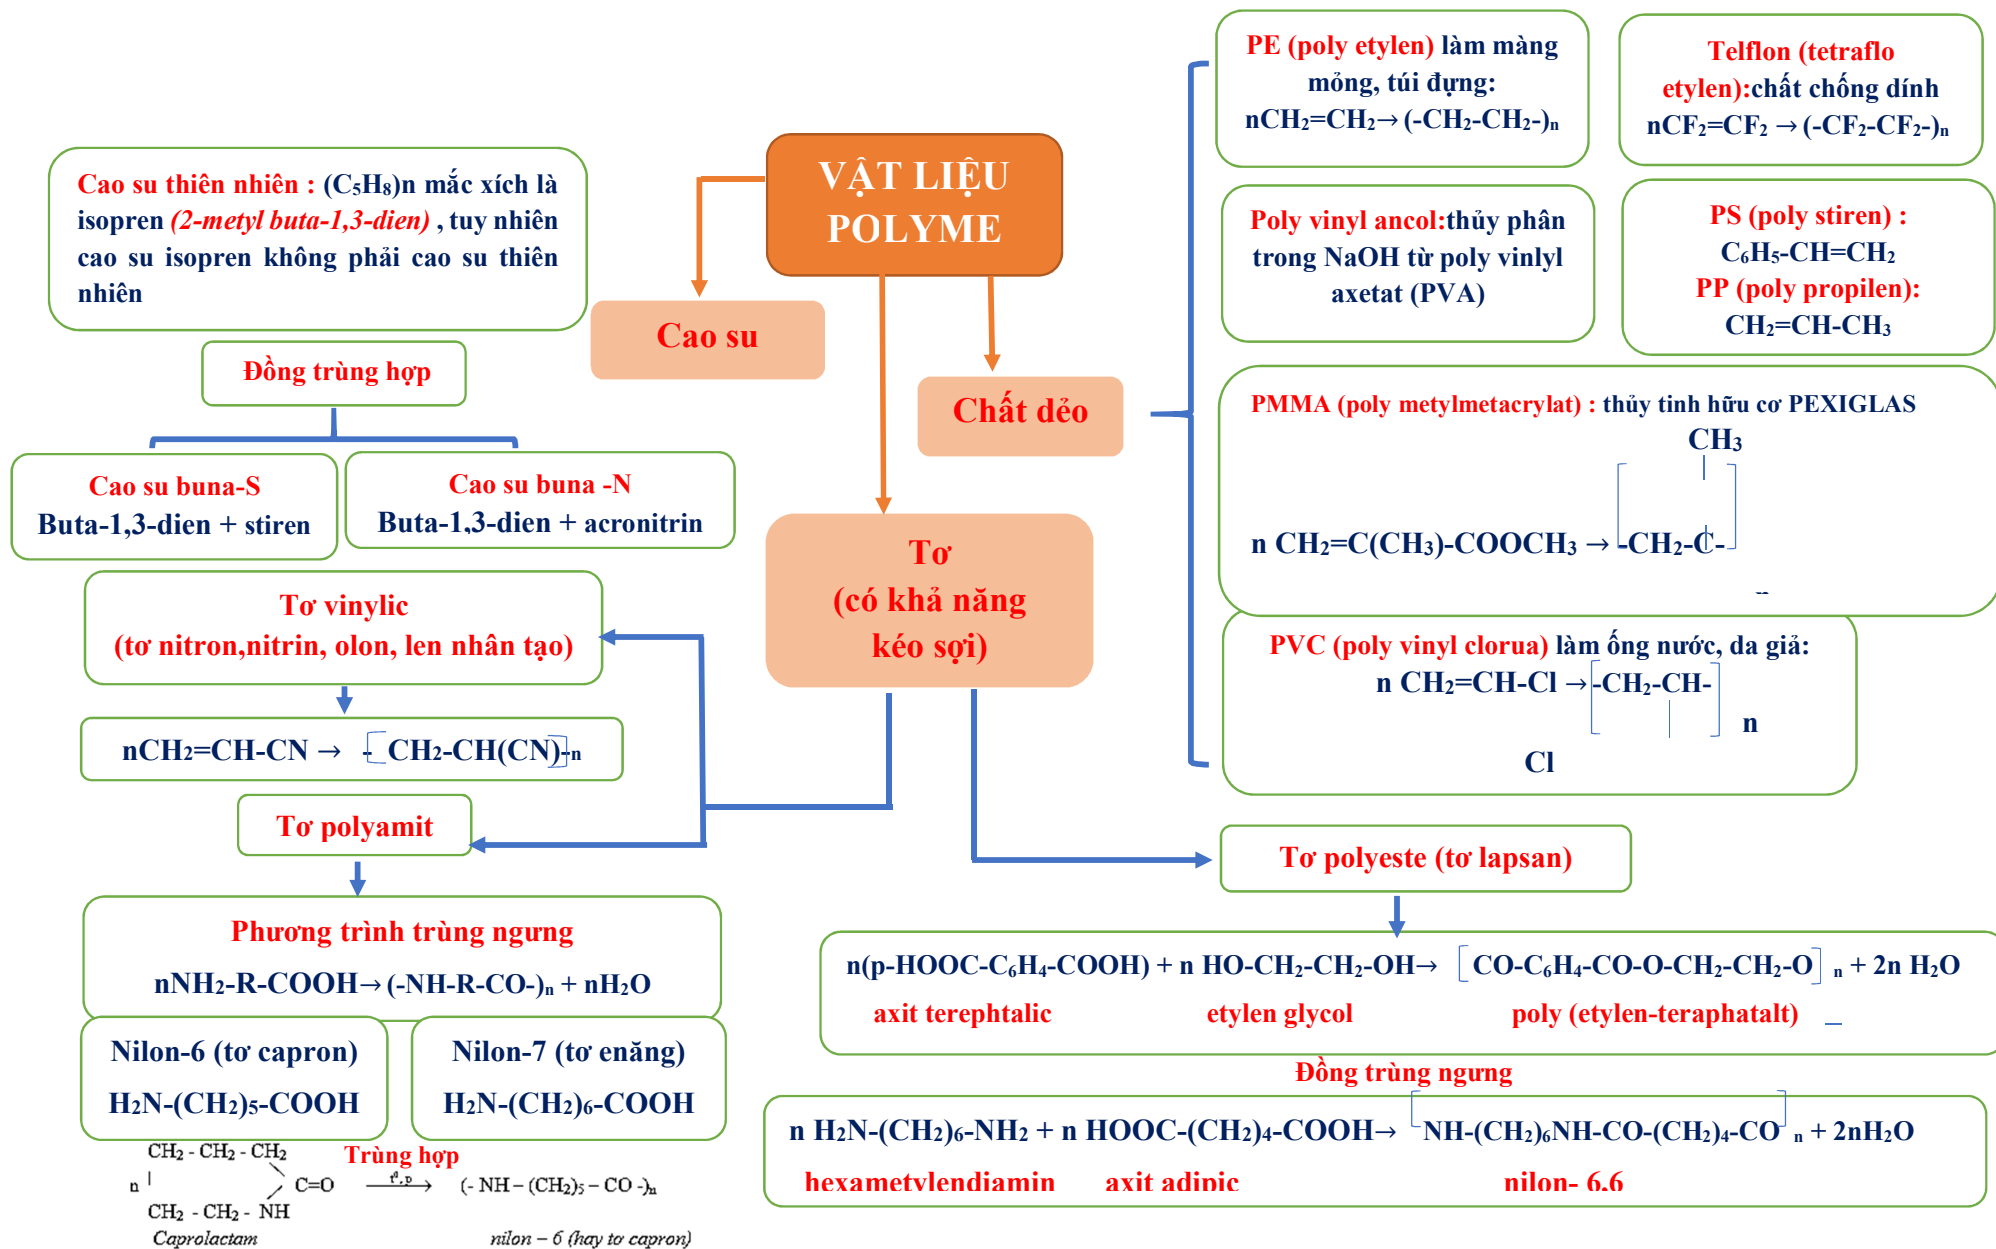 VẬT LIỆU
POLYME
Cao su thiên nhiên : (C₅H₈)n mắc xích là
isopren (2-metyl buta-1,3-dien) , tuy nhiên
cao su isopren không phải cao su thiên
nhiên
Cao su
Đồng trùng hợp
Cao su buna-S
Buta-1,3-dien + stiren
Cao su buna -N
Buta-1,3-dien + acronitrin
Chất dẻo
PE (poly etylen) làm màng
mỏng, túi đựng:
nCH₂=CH₂→ (-CH₂-CH₂-)ₙ
Telflon (tetraflo
etylen):chất chống dính
nCF₂=CF₂ → (-CF₂-CF₂-)ₙ
Poly vinyl ancol:thủy phân
trong NaOH từ poly vinlyl
axetat (PVA)
PS (poly stiren) :
C₆H₅-CH=CH₂
PP (poly propilen):
CH₂=CH-CH₃
PMMA (poly metylmetacrylat) : thủy tinh hữu cơ PEXIGLAS
CH₃
n CH₂=C(CH₃)-COOCH₃ → -CH₂-C-
PVC (poly vinyl clorua) làm ống nước, da giả:
n CH₂=CH-Cl → -CH₂-CH-
n
Cl
Tơ
(có khả năng
kéo sợi)
Tơ vinylic
(tơ nitron,nitrin, olon, len nhân tạo)
nCH₂=CH-CN → -[CH₂-CH(CN)]-ₙ
Tơ polyamit
Phương trình trùng ngưng
nNH₂-R-COOH→ (-NH-R-CO-)ₙ + nH₂O
Nilon-6 (tơ capron)
H₂N-(CH₂)₅-COOH
Nilon-7 (tơ enăng)
H₂N-(CH₂)₆-COOH
CH₂ - CH₂ - CH₂
Trùng hợp
n
C=O
t⁰, p
(- NH – (CH₂)₅ – CO -)ₙ
CH₂ - CH₂ - NH
Caprolactam
nilon – 6 (hay tơ capron)
Tơ polyeste (tơ lapsan)
n(p-HOOC-C₆H₄-COOH) + n HO-CH₂-CH₂-OH→ [CO-C₆H₄-CO-O-CH₂-CH₂-O] ₙ + 2n H₂O
axit terephtalic etylen glycol poly (etylen-teraphatalt)
Đồng trùng ngưng
n H₂N-(CH₂)₆-NH₂ + n HOOC-(CH₂)₄-COOH→ [NH-(CH₂)₆NH-CO-(CH₂)₄-CO] ₙ + 2nH₂O
hexametylendiamin axit adipic nilon- 6,6